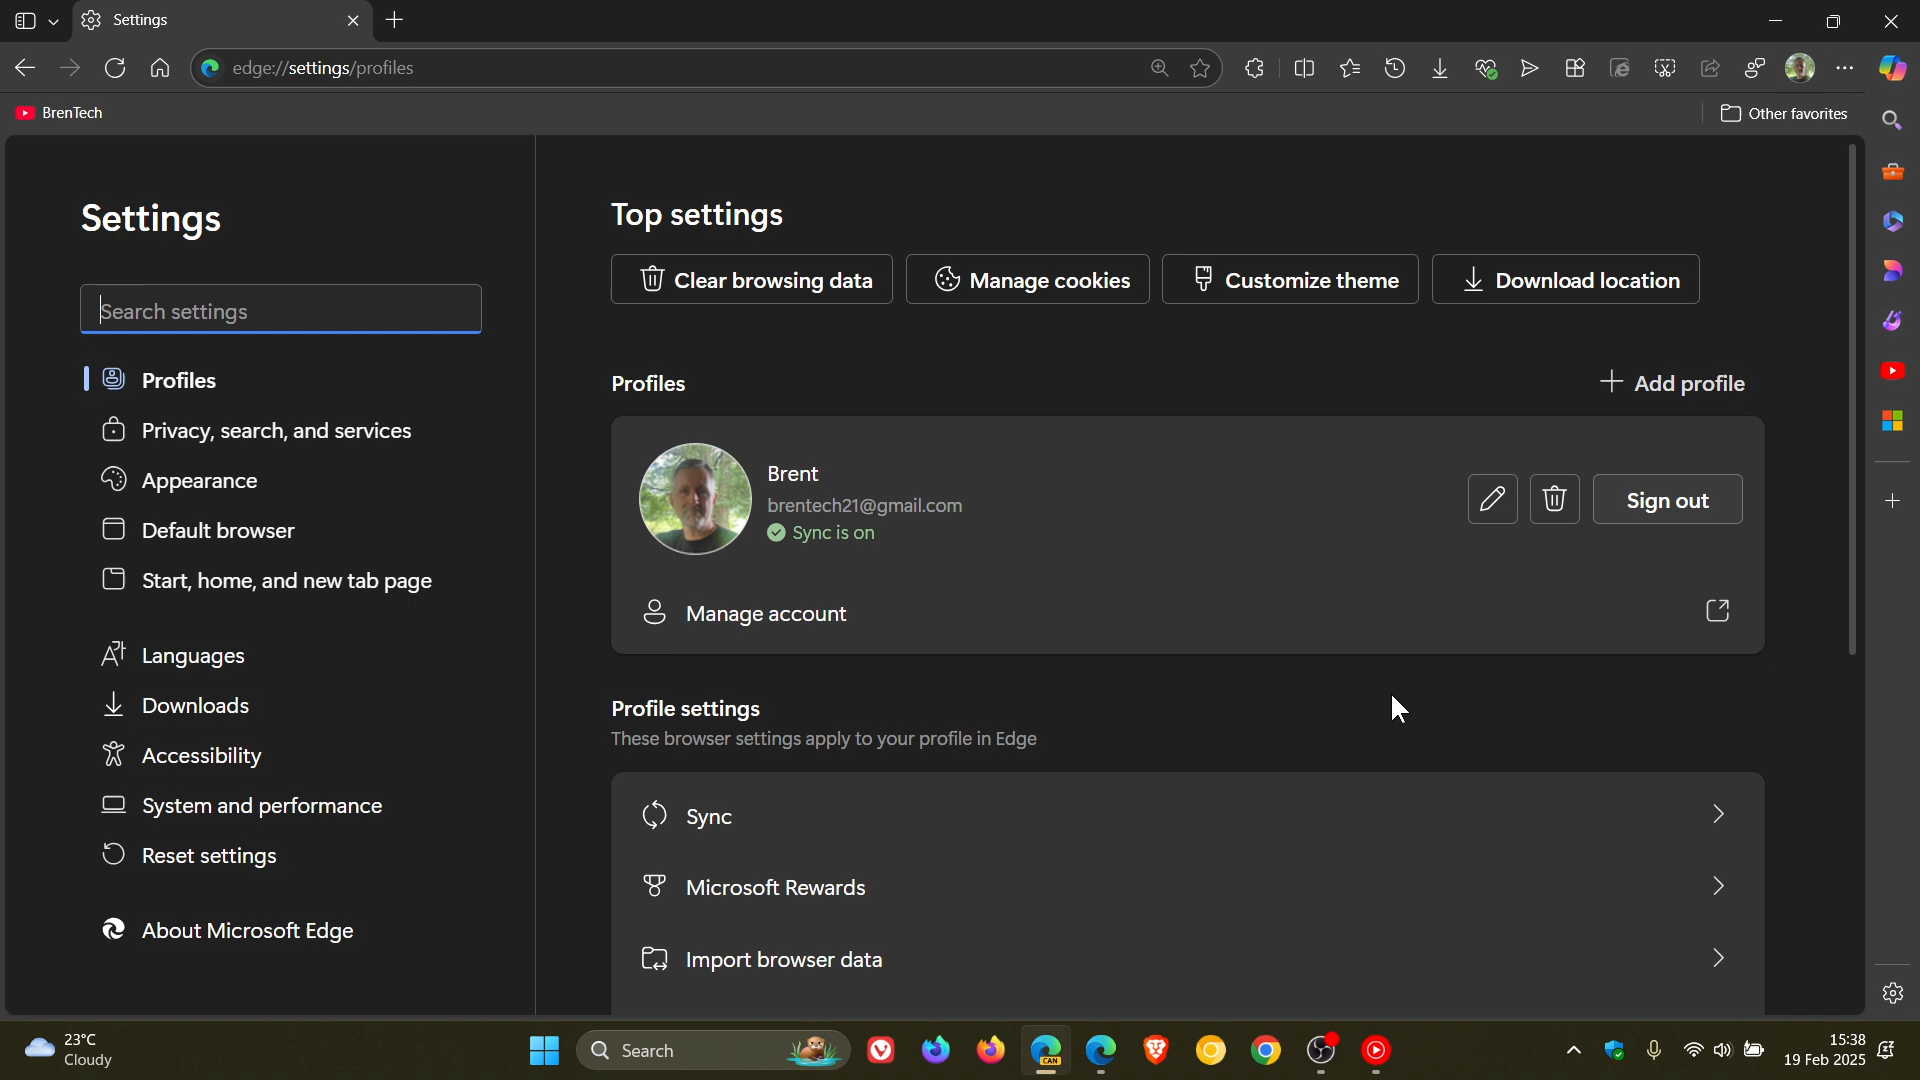 Settings
edge://settings/profiles
BrenTech
Other favorites
Settings
Search settings
Profiles
Privacy, search, and services
Appearance
Default browser
Start, home, and new tab page
Languages
Downloads
Accessibility
System and performance
Reset settings
About Microsoft Edge
Top settings
Clear browsing data
Manage cookies
Customize theme
Download location
Profiles
Add profile
Brent
brentech21@gmail.com
Sync is on
Sign out
Manage account
Profile settings
These browser settings apply to your profile in Edge
Sync
Microsoft Rewards
Import browser data
23°C
Cloudy
Search
CAN
15:38
19 Feb 2025